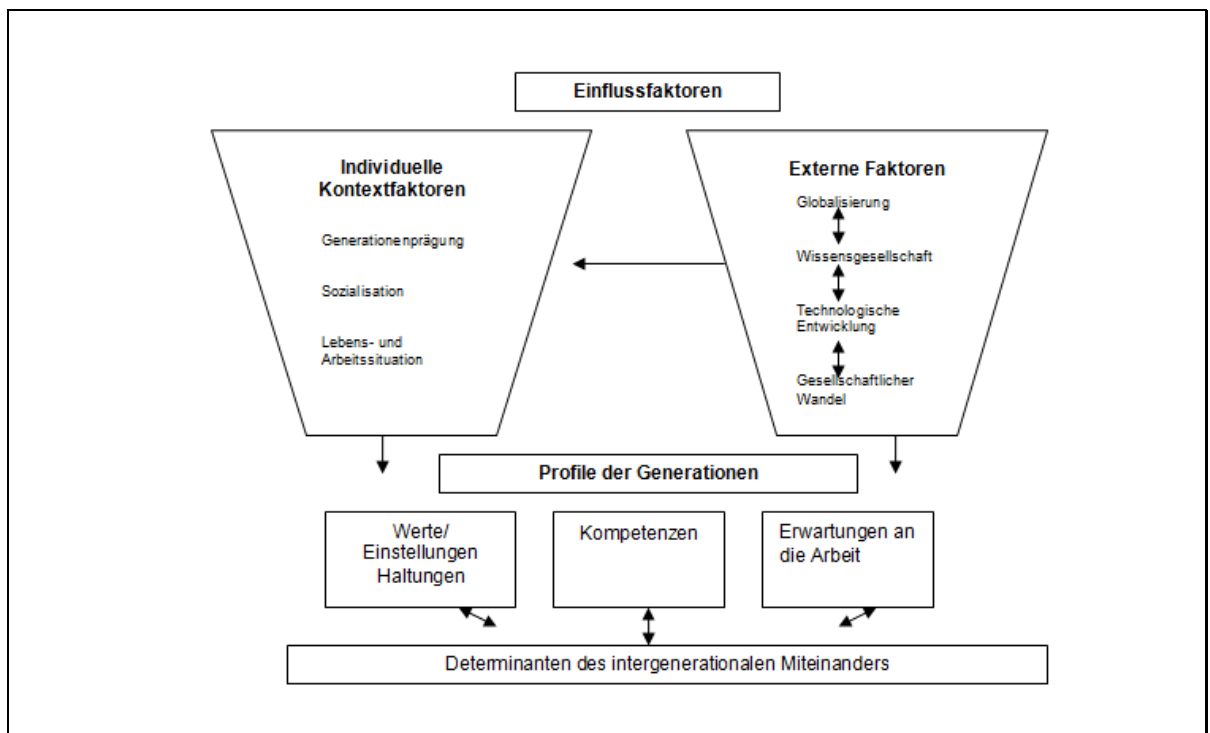 Einflussfaktoren
Individuelle
Kontextfaktoren
Generationenprägung
Sozialisation
Lebens- und
Arbeitssituation
Externe Faktoren
Globalisierung
Wissensgesellschaft
Technologische
Entwicklung
Gesellschaftlicher
Wandel
Profile der Generationen
Werte/
Einstellungen
Haltungen
Kompetenzen
Erwartungen an
die Arbeit
Determinanten des intergenerationalen Miteinanders